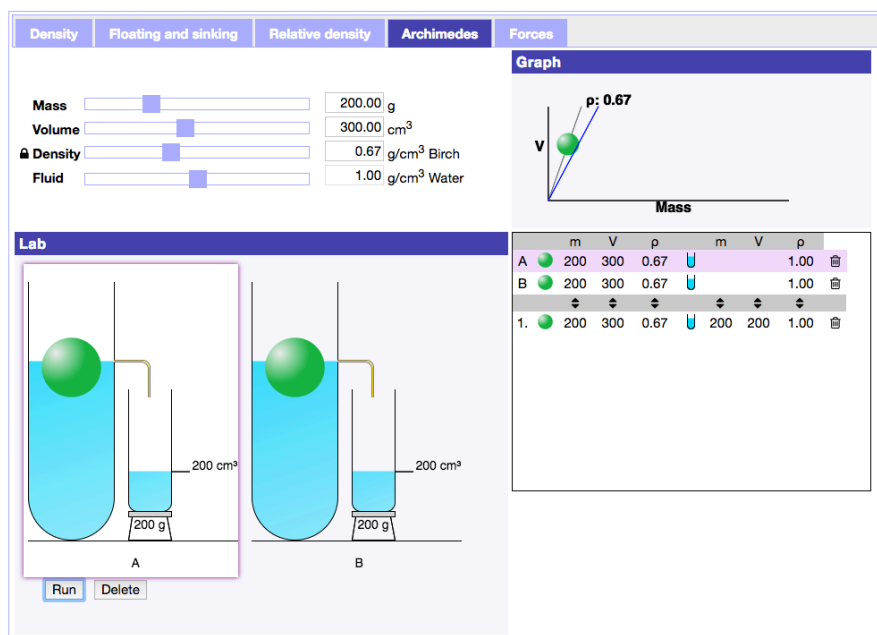 Density Floating and sinking Relative density Archimedes Forces
Mass 200.00 g
Volume 300.00 cm³
Density 0.67 g/cm³ Birch
Fluid 1.00 g/cm³ Water
Graph
ρ: 0.67
V
Mass
Lab
200 cm³
200 g
A
200 cm³
200 g
B
Run Delete
m V ρ m V ρ
A 200 300 0.67 1.00
B 200 300 0.67 1.00
1. 200 300 0.67 200 200 1.00